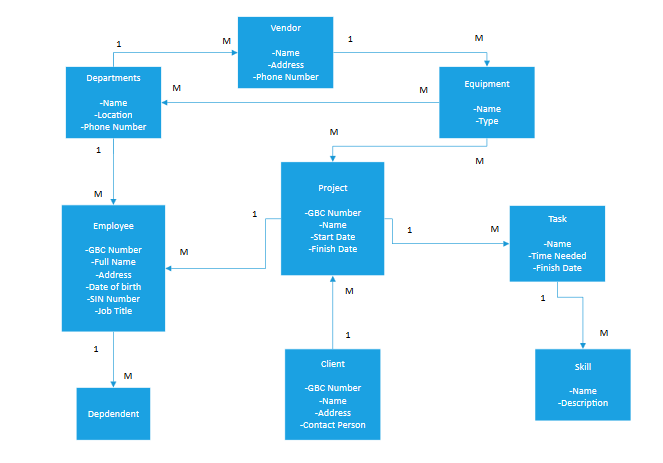 Vendor
-Name
-Address
-Phone Number
1
M
1
M
Departments
-Name
-Location
-Phone Number
M
M
Equipment
-Name
-Type
M
M
1
M
Employee
-GBC Number
-Full Name
-Address
-Date of birth
-SIN Number
-Job Title
1
M
Project
-GBC Number
-Name
-Start Date
-Finish Date
1
M
Task
-Name
-Time Needed
-Finish Date
M
1
1
M
1
M
Depdendent
Client
-GBC Number
-Name
-Address
-Contact Person
Skill
-Name
-Description